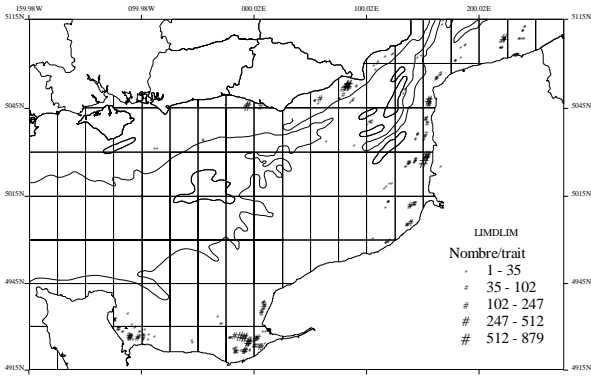 159.98W 059.98W 000.02E 100.02E 200.02E
5115N 5115N
5045N 5045N
5015N 5015N
LIMDLIM
Nombre/trait
1 - 35
4945N 35 - 102 4945N
102 - 247
247 - 512
512 - 879
4915N 4915N